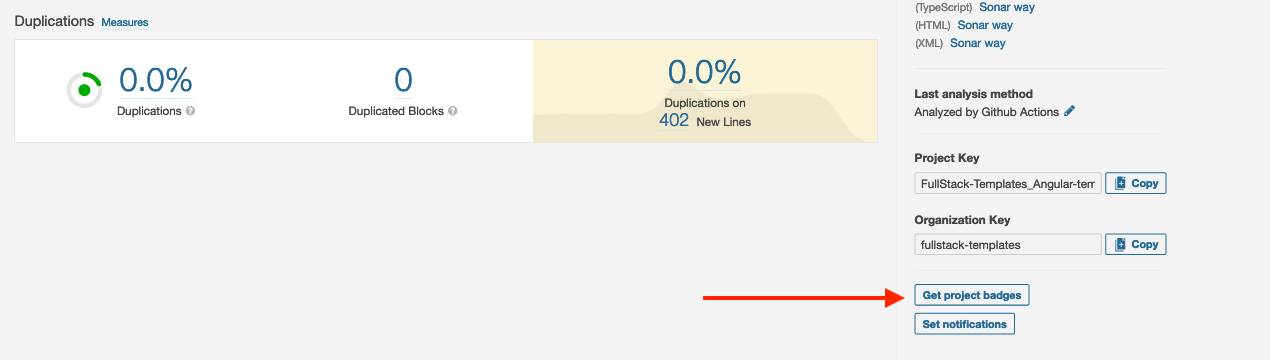 Duplications Measures
0.0%
Duplications ?
0
Duplicated Blocks ?
0.0%
Duplications on
402 New Lines
(TypeScript) Sonar way
(HTML) Sonar way
(XML) Sonar way
Last analysis method
Analyzed by Github Actions
Project Key
FullStack-Templates_Angular-tem
Copy
Organization Key
fullstack-templates
Copy
Get project badges
Set notifications